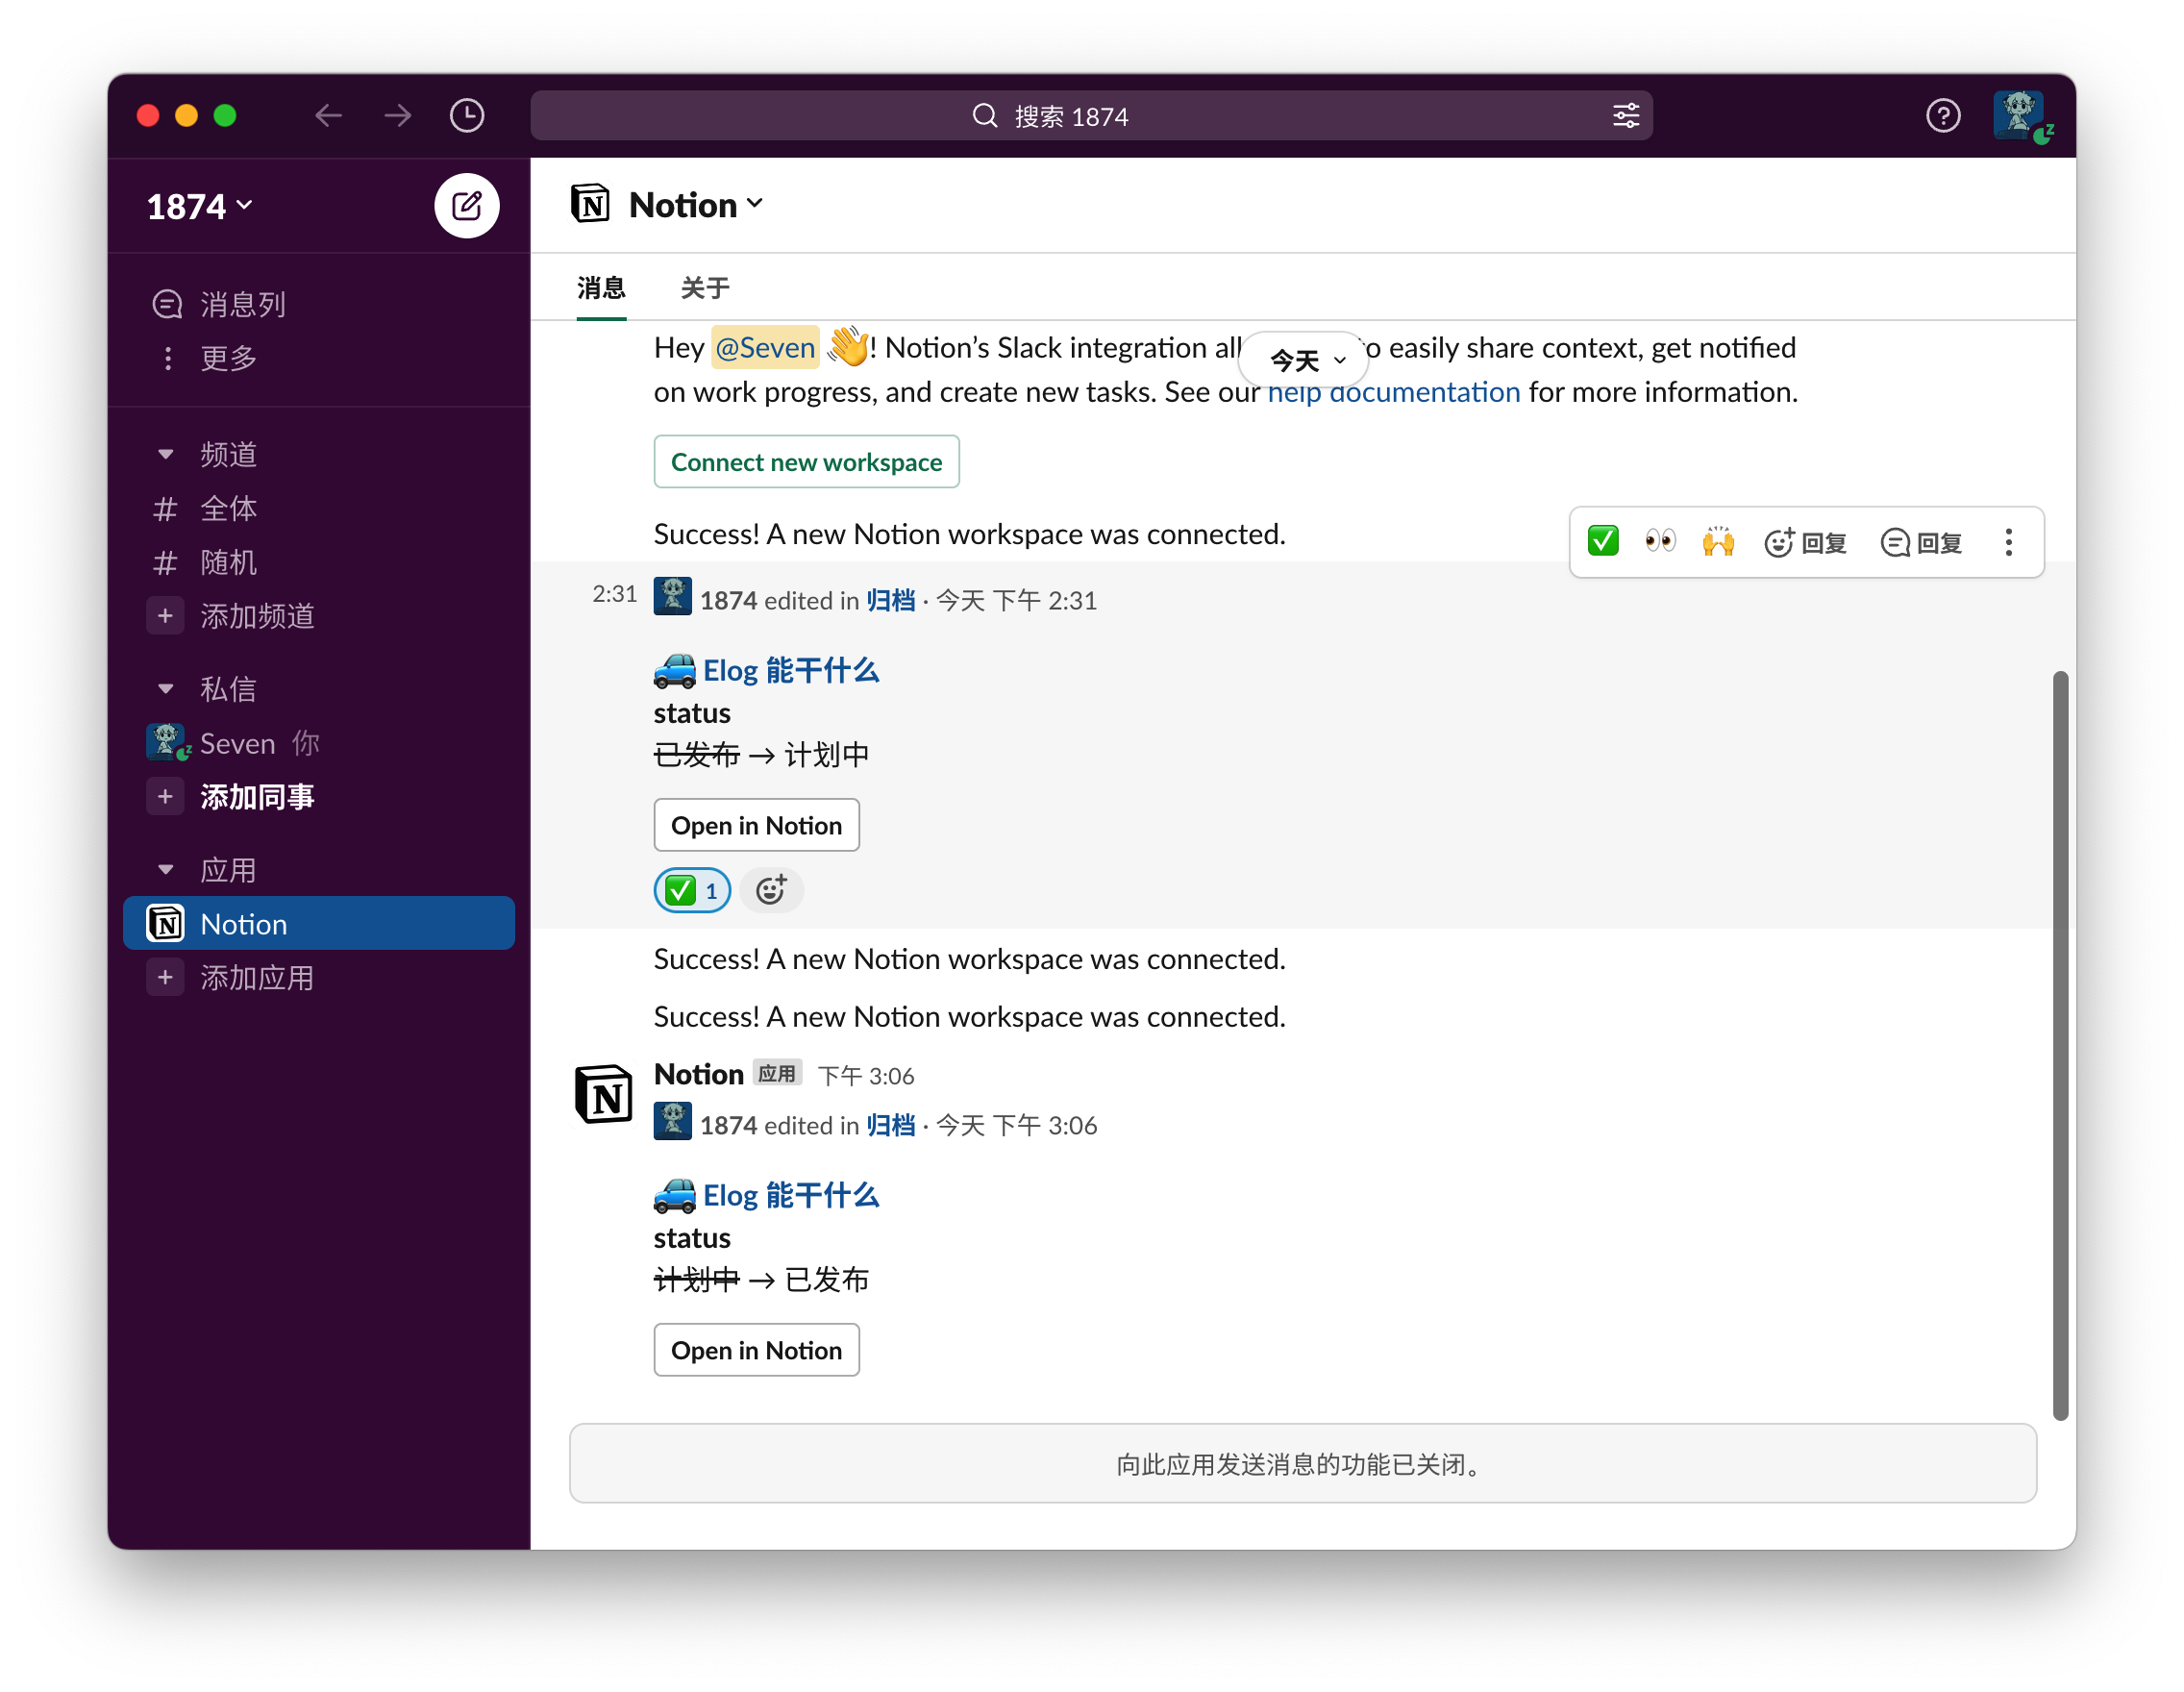 搜索 1874
1874
消息列
更多
频道
全体
随机
添加频道
私信
Seven 你
添加同事
应用
Notion
添加应用
Notion
消息 关于
今天
Hey @Seven 👋! Notion’s Slack integration all to easily share context, get notified
on work progress, and create new tasks. See our help documentation for more information.
Connect new workspace
Success! A new Notion workspace was connected.
回复 回复
2:31 1874 edited in 归档 · 今天 下午 2:31
🚙 Elog 能干什么
status
已发布 → 计划中
Open in Notion
✅ 1
Success! A new Notion workspace was connected.
Success! A new Notion workspace was connected.
Notion 应用 下午 3:06
1874 edited in 归档 · 今天 下午 3:06
🚙 Elog 能干什么
status
计划中 → 已发布
Open in Notion
向此应用发送消息的功能已关闭。